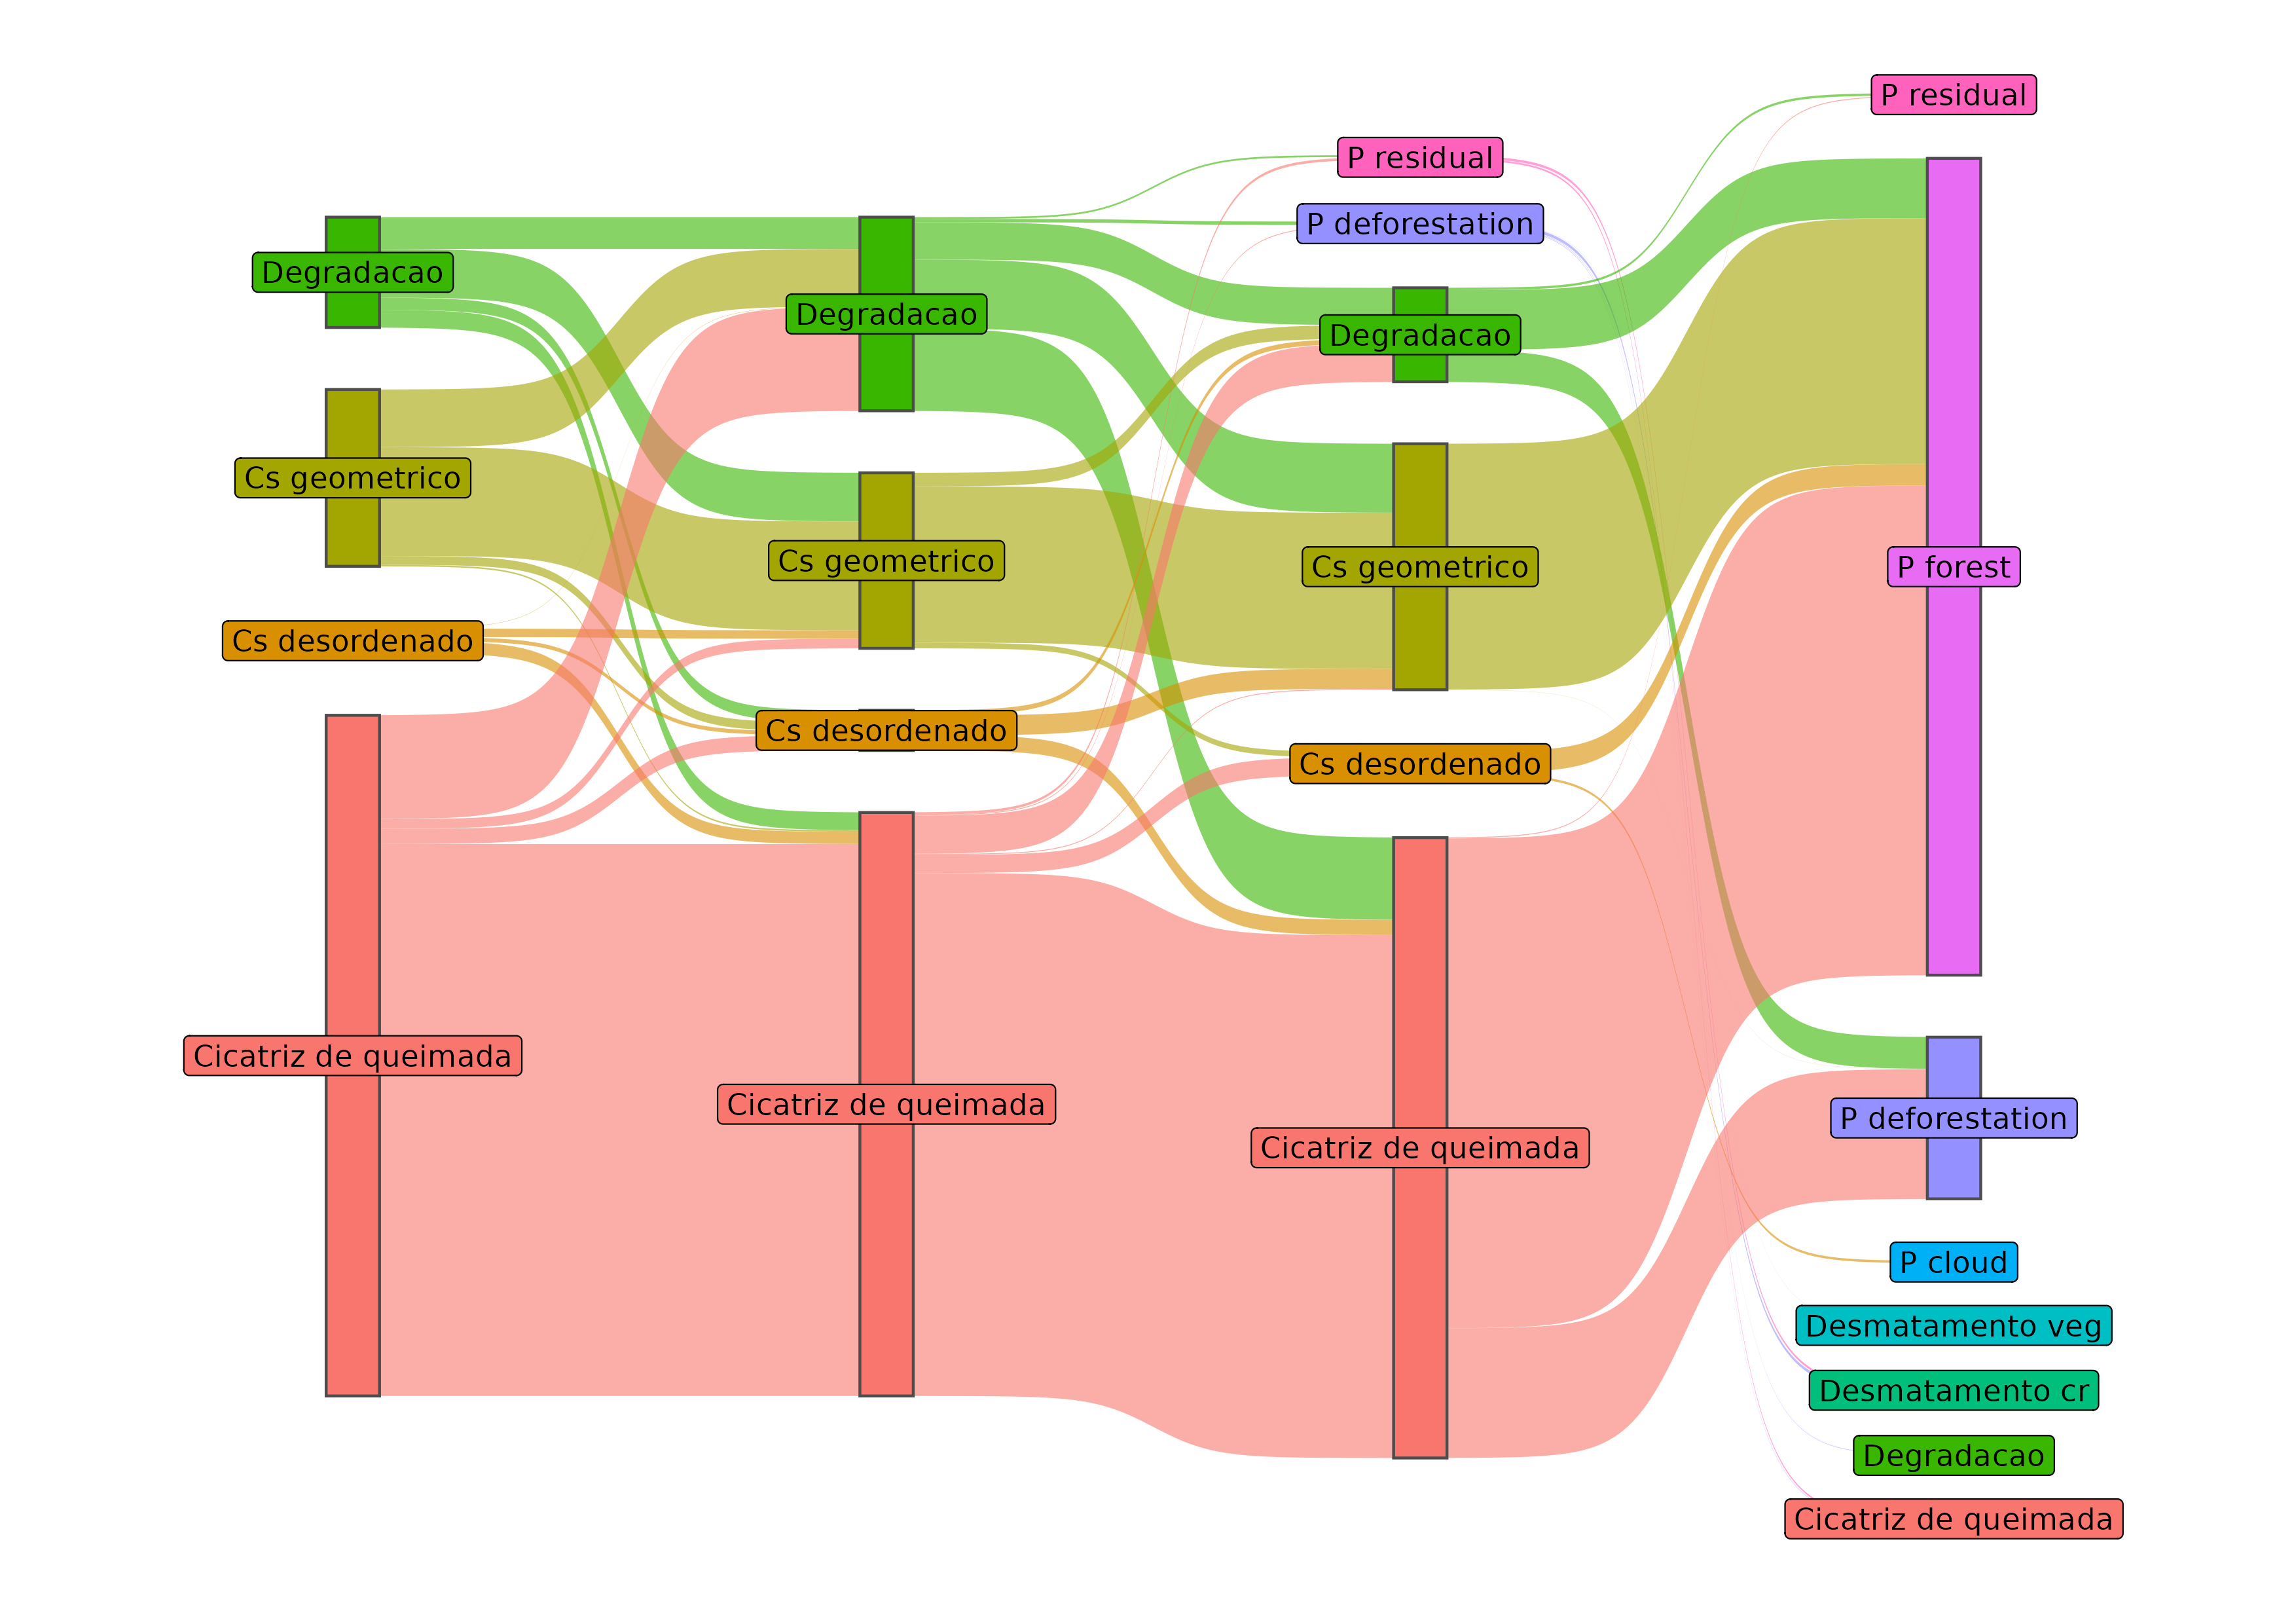 Degradacao
Cs geometrico
Cs desordenado
Cicatriz de queimada
Degradacao
Cs geometrico
Cs desordenado
Cicatriz de queimada
P residual
P deforestation
Degradacao
Cs geometrico
Cs desordenado
Cicatriz de queimada
P residual
P forest
P deforestation
P cloud
Desmatamento veg
Desmatamento cr
Degradacao
Cicatriz de queimada